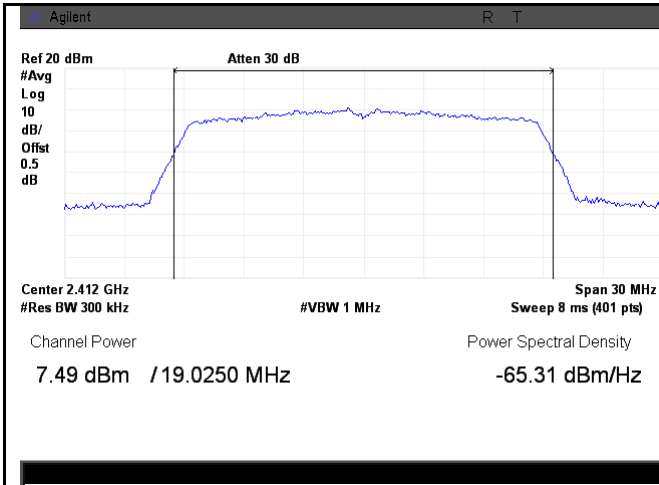 Agilent R T
Ref 20 dBm Atten 30 dB
#Avg
Log
10
dB/
Offst
0.5
dB
Center 2.412 GHz Span 30 MHz
#Res BW 300 kHz #VBW 1 MHz Sweep 8 ms (401 pts)
Channel Power Power Spectral Density
7.49 dBm / 19.0250 MHz -65.31 dBm/Hz